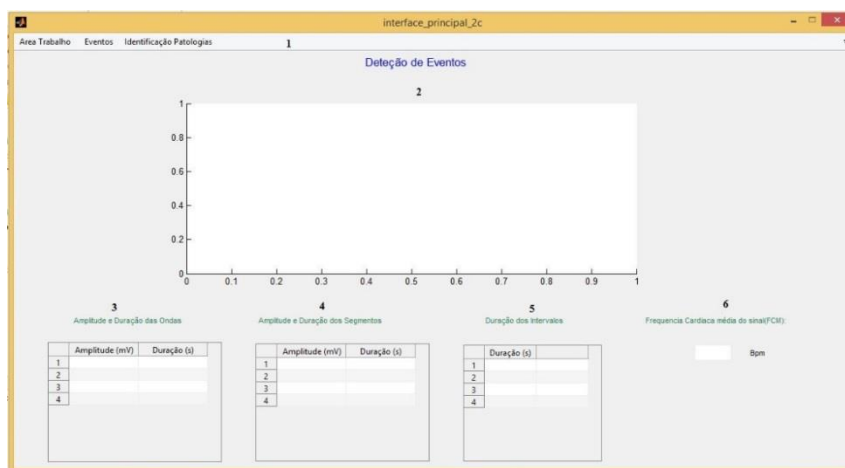 interface_principal_2c
Area Trabalho Eventos Identificação Patologias 1
Deteção de Eventos
2
1
0.8
0.6
0.4
0.2
0
0 0.1 0.2 0.3 0.4 0.5 0.6 0.7 0.8 0.9 1
3 4 5 6
Amplitude e Duração das Ondas Amplitude e Duração dos Segmentos Duração dos Intervalos Frequencia Cardiaca média do sinal(FCM):
Amplitude (mV) Duração (s)
1
2
3
4
Amplitude (mV) Duração (s)
1
2
3
4
Duração (s)
1
2
3
4
Bpm